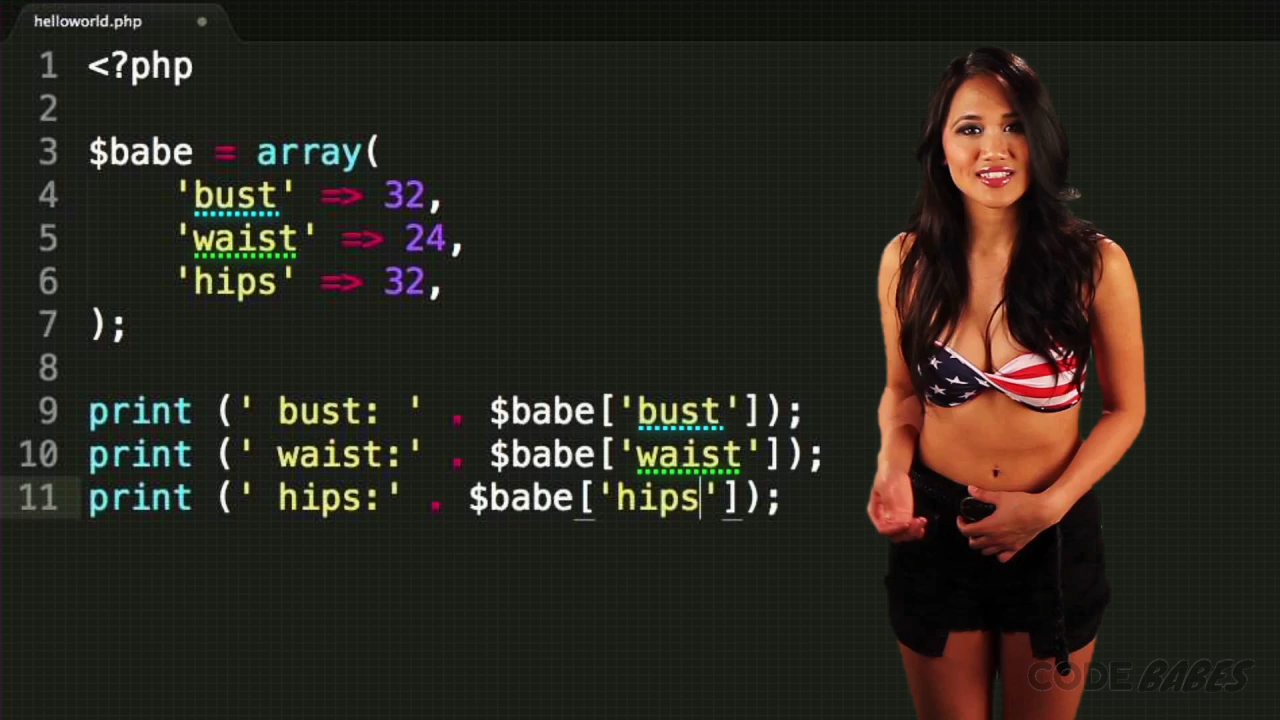 helloworld.php
1 <?php
2
3 $babe = array(
4     'bust' => 32,
5     'waist' => 24,
6     'hips' => 32,
7 );
8
9 print (' bust: ' . $babe['bust']);
10 print (' waist:' . $babe['waist']);
11 print (' hips:' . $babe['hips']);
CODE BABES